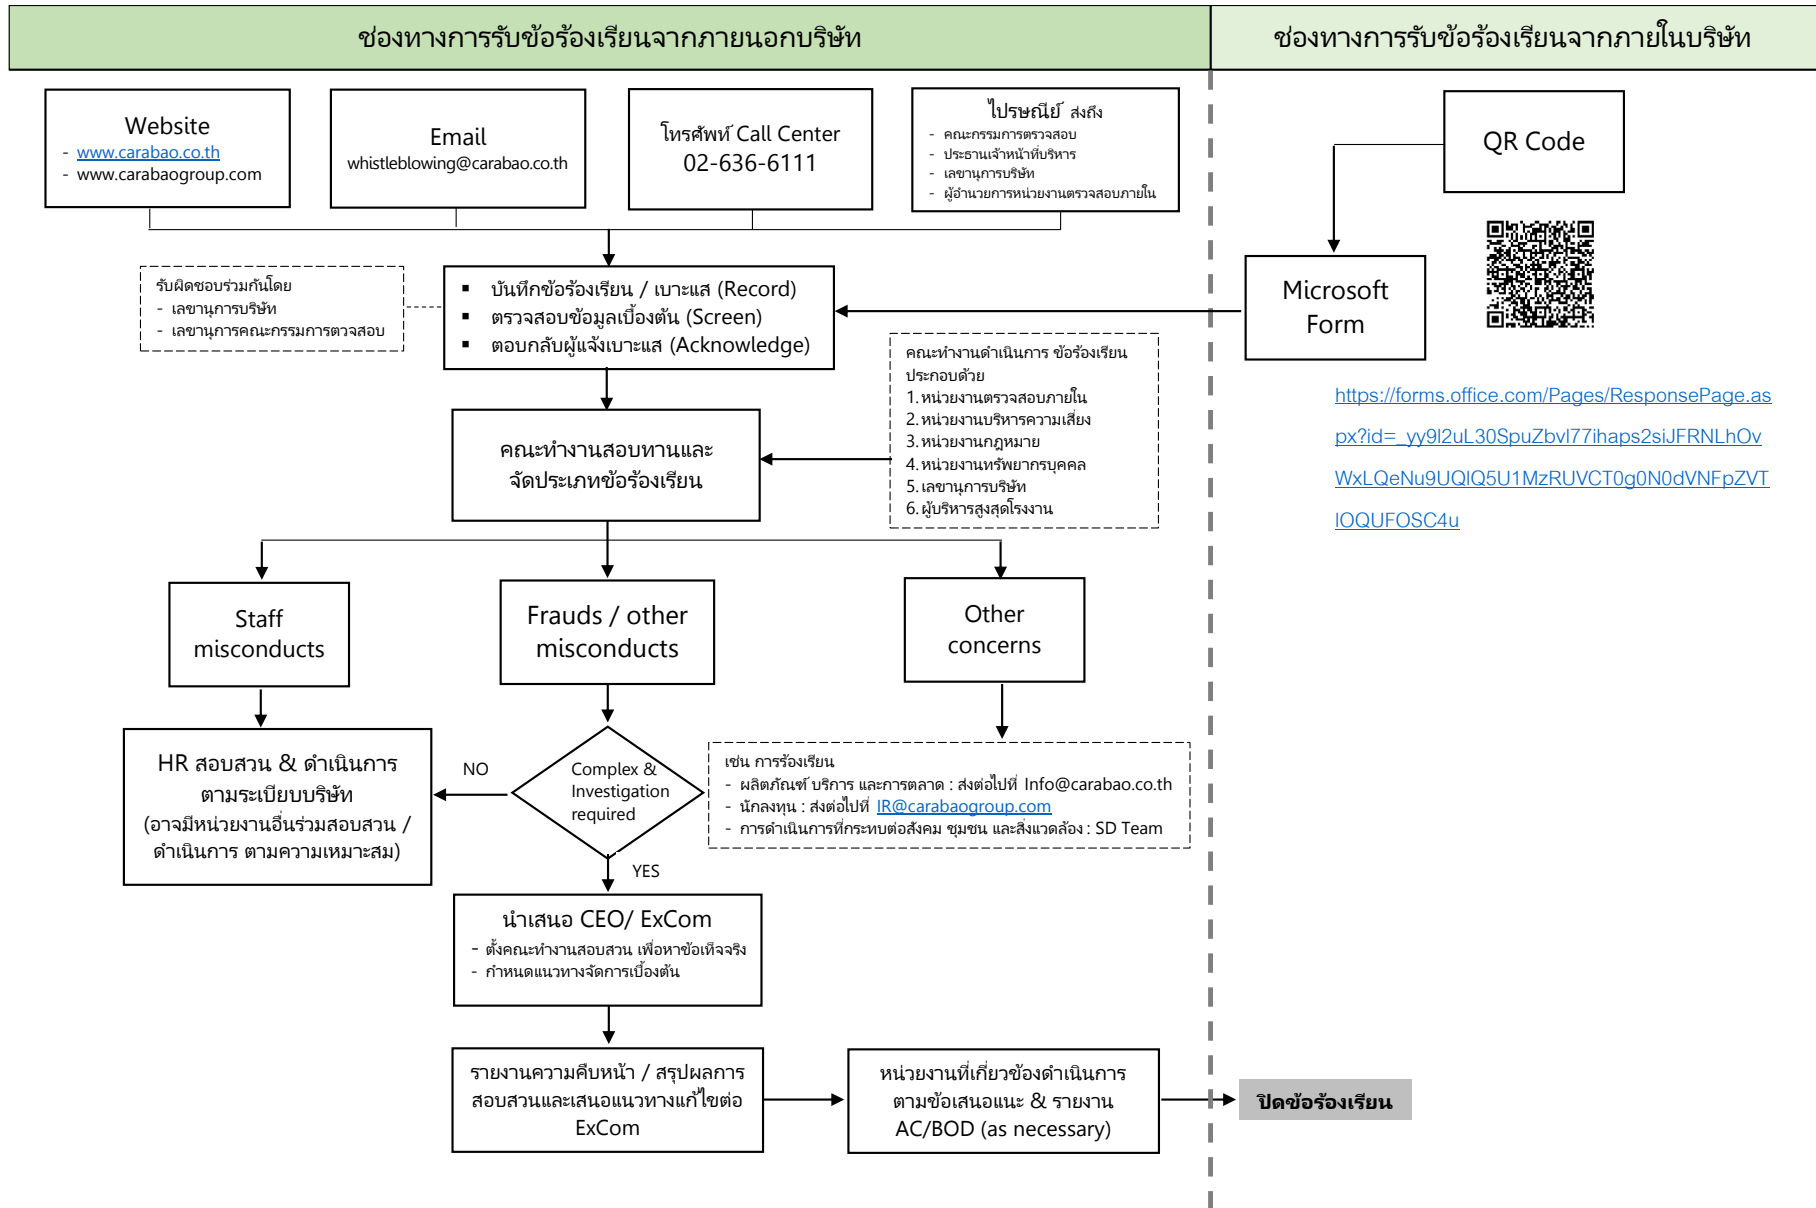 ช่องทางการรับข้อร้องเรียนจากภายนอกบริษัท
ช่องทางการรับข้อร้องเรียนจากภายในบริษัท
Website
- www.carabao.co.th
- www.carabaogroup.com
Email
whistleblowing@carabao.co.th
โทรศัพท์ Call Center
02-636-6111
ไปรษณีย์ ส่งถึง
- คณะกรรมการตรวจสอบ
- ประธานเจ้าหน้าที่บริหาร
- เลขานุการบริษัท
- ผู้อำนวยการหน่วยงานตรวจสอบภายใน
QR Code
รับผิดชอบร่วมกันโดย
- เลขานุการบริษัท
- เลขานุการคณะกรรมการตวจสอบ
▪ บันทึกข้อร้องเรียน / เบาะแส (Record)
▪ ตรวจสอบข้อมูลเบื้องต้น (Screen)
▪ ตอบกลับผู้แจ้งเบาะแส (Acknowledge)
Microsoft
Form
คณะทำงานดำเนินการ ข้อร้องเรียน
ประกอบด้วย
1. หน่วยงานตรวจสอบภายใน
2. หน่วยงานบริหารความเสี่ยง
3. หน่วยงานกฎหมาย
4. หน่วยงานทรัพยากรบุคคล
5. เลขานุการบริษัท
6. ผู้บริหารสูงสุดโรงงาน
https://forms.office.com/Pages/ResponsePage.as
px?id=_yy9l2uL30SpuZbvl77ihaps2siJFRNLhOv
WxLQeNu9UQlQ5U1MzRUVCT0g0N0dVNFpZVT
lOQUFOSC4u
คณะทำงานสอบทานและ
จัดประเภทข้อร้องเรียน
Staff
misconducts
Frauds / other
misconducts
Other
concerns
HR สอบสวน & ดำเนินการ
ตามระเบียบบริษัท
(อาจมีหน่วยงานอื่นร่วมสอบสวน /
ดำเนินการ ตามความเหมาะสม)
NO
Complex &
Investigation
required
YES
เช่น การร้องเรียน
- ผลิตภัณฑ์ บริการ และการตลาด : ส่งต่อไปที่ Info@carabao.co.th
- นักลงทุน : ส่งต่อไปที่ IR@carabaogroup.com
- การดำเนินการที่กระทบต่อสังคม ชุมชน และสิ่งแวดล้อง : SD Team
นำเสนอ CEO/ ExCom
- ตั้งคณะทำงานสอบสวน เพื่อหาข้อเท็จจริง
- กำหนดแนวทางจัดการเบื้องต้น
รายงานความคืบหน้า / สรุปผลการ
สอบสวนและเสนอแนวทางแก้ไขต่อ
ExCom
หน่วยงานที่เกี่ยวข้องดำเนินการ
ตามข้อเสนอแนะ & รายงาน
AC/BOD (as necessary)
ปิดข้อร้องเรียน